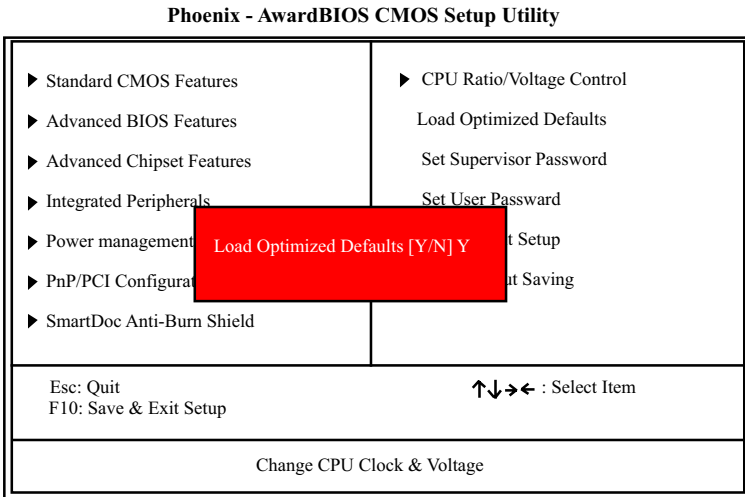 Phoenix - AwardBIOS CMOS Setup Utility
Standard CMOS Features
Advanced BIOS Features
Advanced Chipset Features
Integrated Peripherals
Power management
PnP/PCI
SmartDoc Anti-Burn Shield
CPU Ratio/Voltage Control
Load Optimized Defaults
Set Supervisor Password
Set User Passward
Setup
Saving
Load Optimized Defaults [Y/N] Y
Esc: Quit
F10: Save & Exit Setup
↑↓→← : Select Item
Change CPU Clock & Voltage